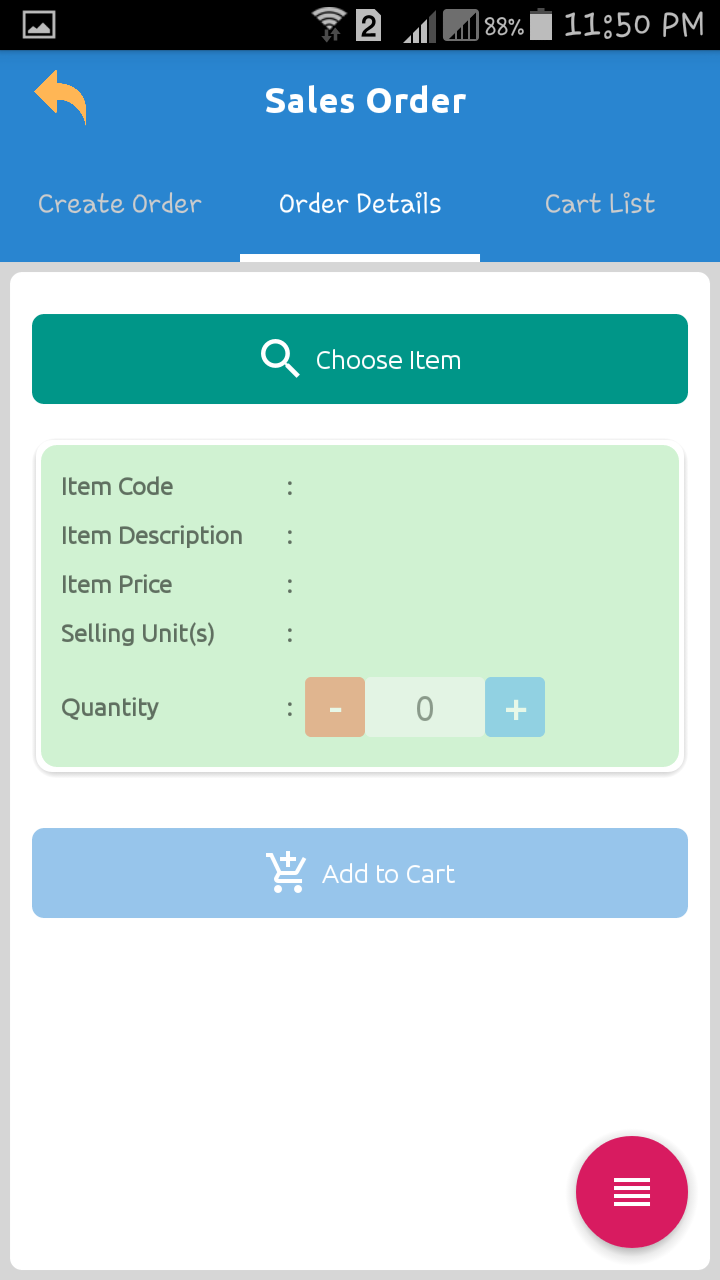 2 88% 11:50 PM
Sales Order
Create Order Order Details Cart List
Choose Item
Item Code :
Item Description :
Item Price :
Selling Unit(s) :
Quantity : - 0 +
Add to Cart